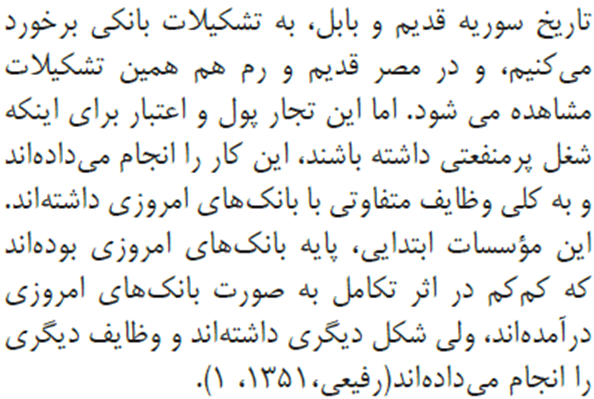 تاریخ سوریه قدیم و بابل، به تشکیلات بانکی برخورد
می‌کنیم، و در مصر قدیم و رم هم همین تشکیلات
مشاهده می شود. اما این تجار پول و اعتبار برای اینکه
شغل پرمنفعتی داشته باشند، این کار را انجام می‌داده‌اند
و به کلی وظایف متفاوتی با بانک‌های امروزی داشته‌اند.
این مؤسسات ابتدایی، پایه بانک‌های امروزی بوده‌اند
که کم‌کم در اثر تکامل به صورت بانک‌های امروزی
درآمده‌اند، ولی شکل دیگری داشته‌اند و وظایف دیگری
را انجام می‌داده‌اند(رفیعی،۱۳۵۱، ۱).